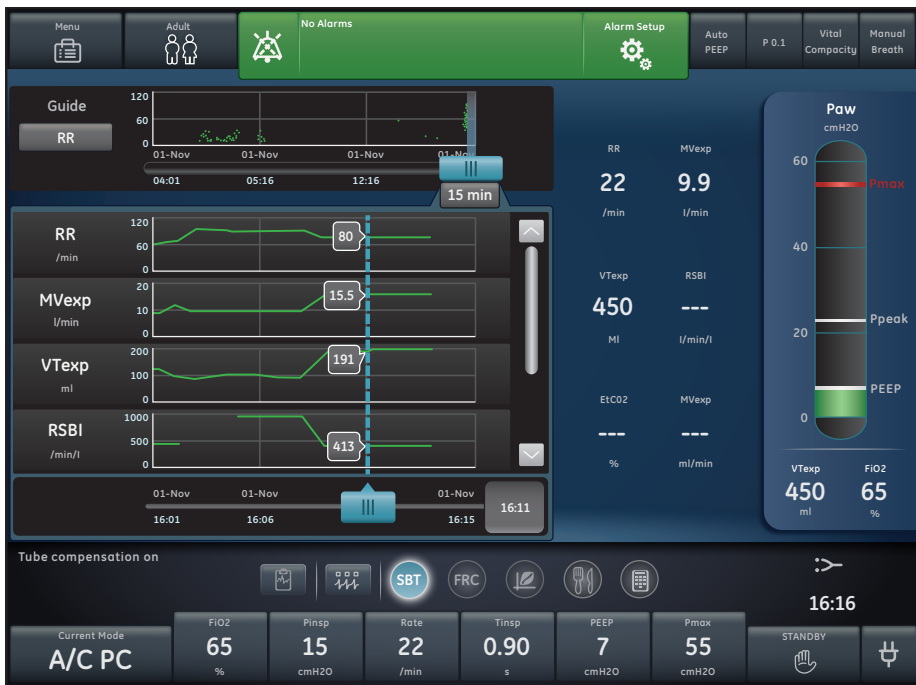 Menu
Adult
No Alarms
Alarm Setup
Auto PEEP
P 0.1
Vital Compacity
Manual Breath
Guide
RR
120
60
0
01-Nov 01-Nov 01-Nov 01-Nov
04:01 05:16 12:16
15 min
RR
/min
120
60
0
80
MVexp
l/min
20
10
0
15.5
VTexp
ml
200
100
0
191
RSBI
/min/l
1000
500
0
413
01-Nov 01-Nov 01-Nov
16:01 16:06 16:15
16:11
RR MVexp
22 9.9
/min l/min
VTexp RSBI
450 ---
Ml l/min/l
EtC02 MVexp
--- ---
% ml/min
Paw
cmH2O
60
Pmax
40
Ppeak
20
PEEP
0
VTexp FiO2
450 65
ml %
Tube compensation on
SBT
FRC
16:16
Current Mode
A/C PC
FiO2
65
%
Pinsp
15
cmH2O
Rate
22
/min
Tinsp
0.90
s
PEEP
7
cmH2O
Pmax
55
cmH2O
STANDBY